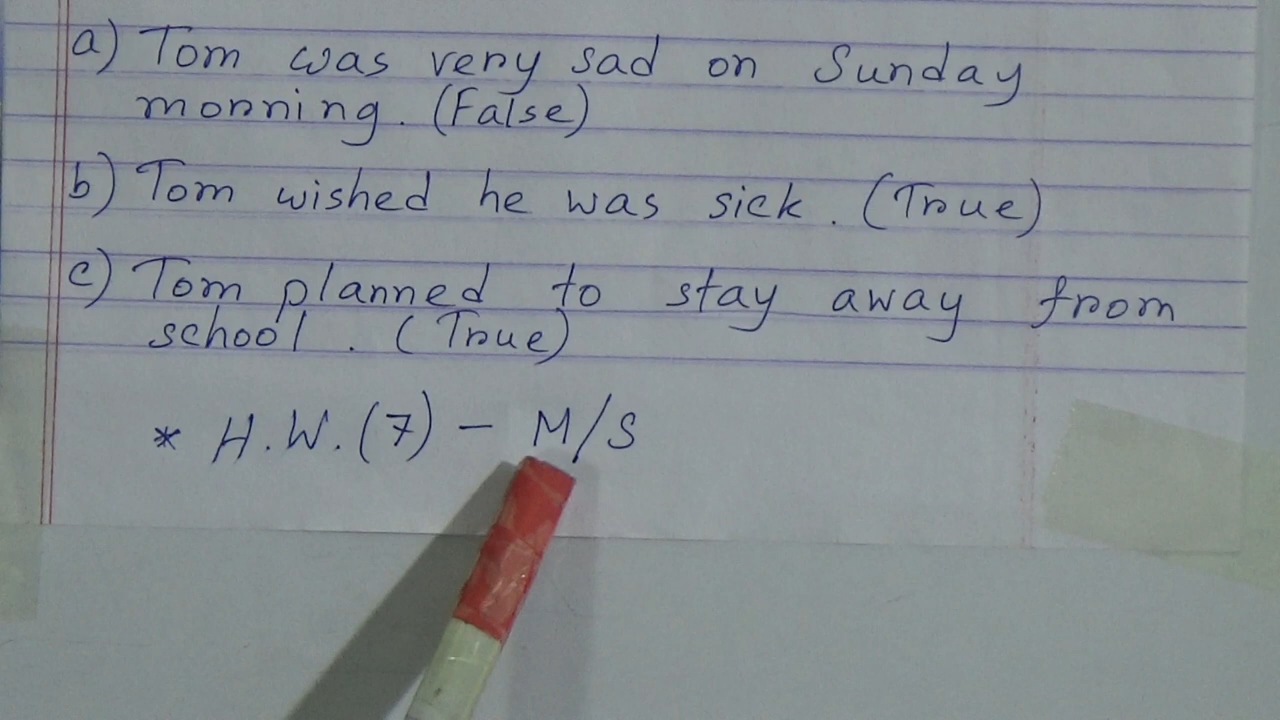 a) Tom was very sad on Sunday
morning. (False)
b) Tom wished he was sick. (True)
c) Tom planned to stay away from
school. (True)
* H.W. (7) - M/S